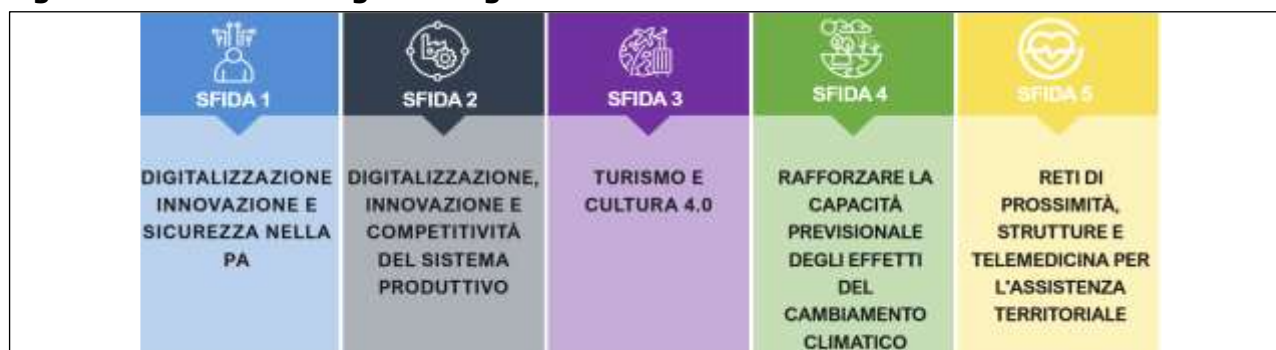 SFIDA 1
DIGITALIZZAZIONE
INNOVAZIONE E
SICUREZZA NELLA
PA
SFIDA 2
DIGITALIZZAZIONE,
INNOVAZIONE E
COMPETITIVITÀ
DEL SISTEMA
PRODUTTIVO
SFIDA 3
TURISMO E
CULTURA 4.0
SFIDA 4
RAFFORZARE LA
CAPACITÀ
PREVISIONALE
DEGLI EFFETTI
DEL
CAMBIAMENTO
CLIMATICO
SFIDA 5
RETI DI
PROSSIMITÀ,
STRUTTURE E
TELEMEDICINA PER
L'ASSISTENZA
TERRITORIALE